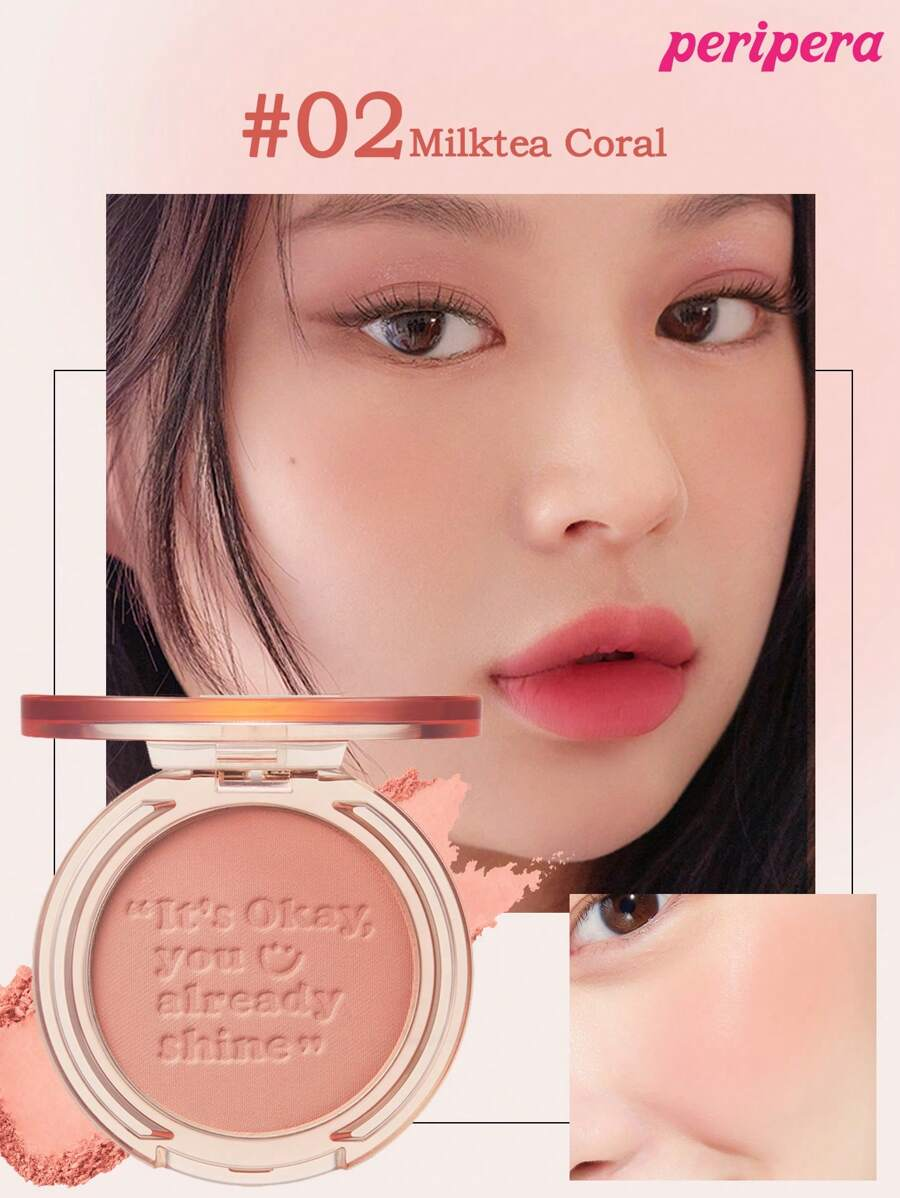 peripera
#02 Milktea Coral
“It's Okay,
you
already
shine”